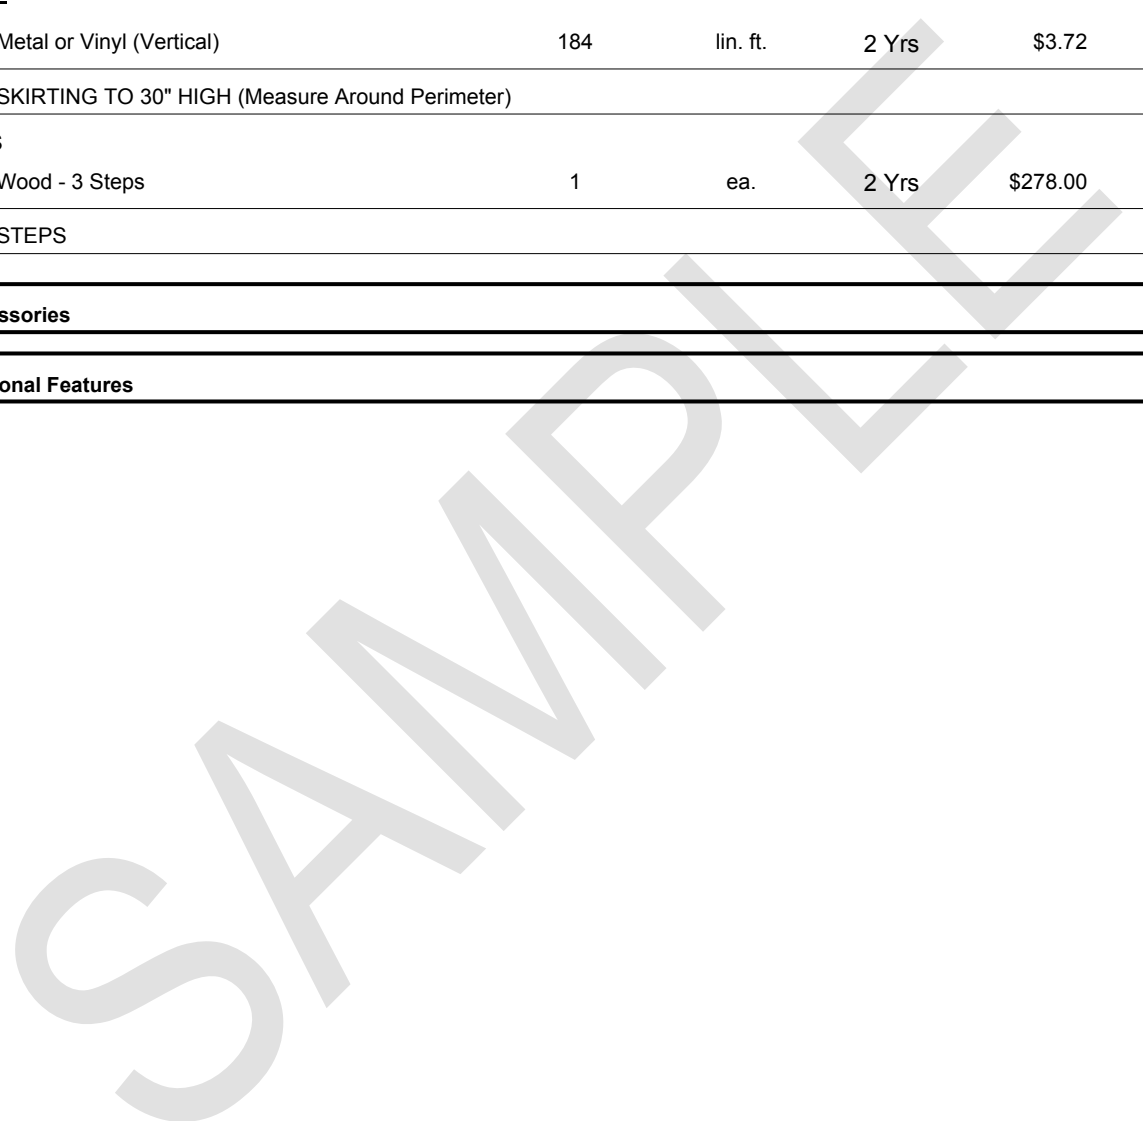 Metal or Vinyl (Vertical) 184 lin. ft. 2 Yrs $3.72
SKIRTING TO 30" HIGH (Measure Around Perimeter)
S
Wood - 3 Steps 1 ea. 2 Yrs $278.00
STEPS
ssories
onal Features
SAMPLE